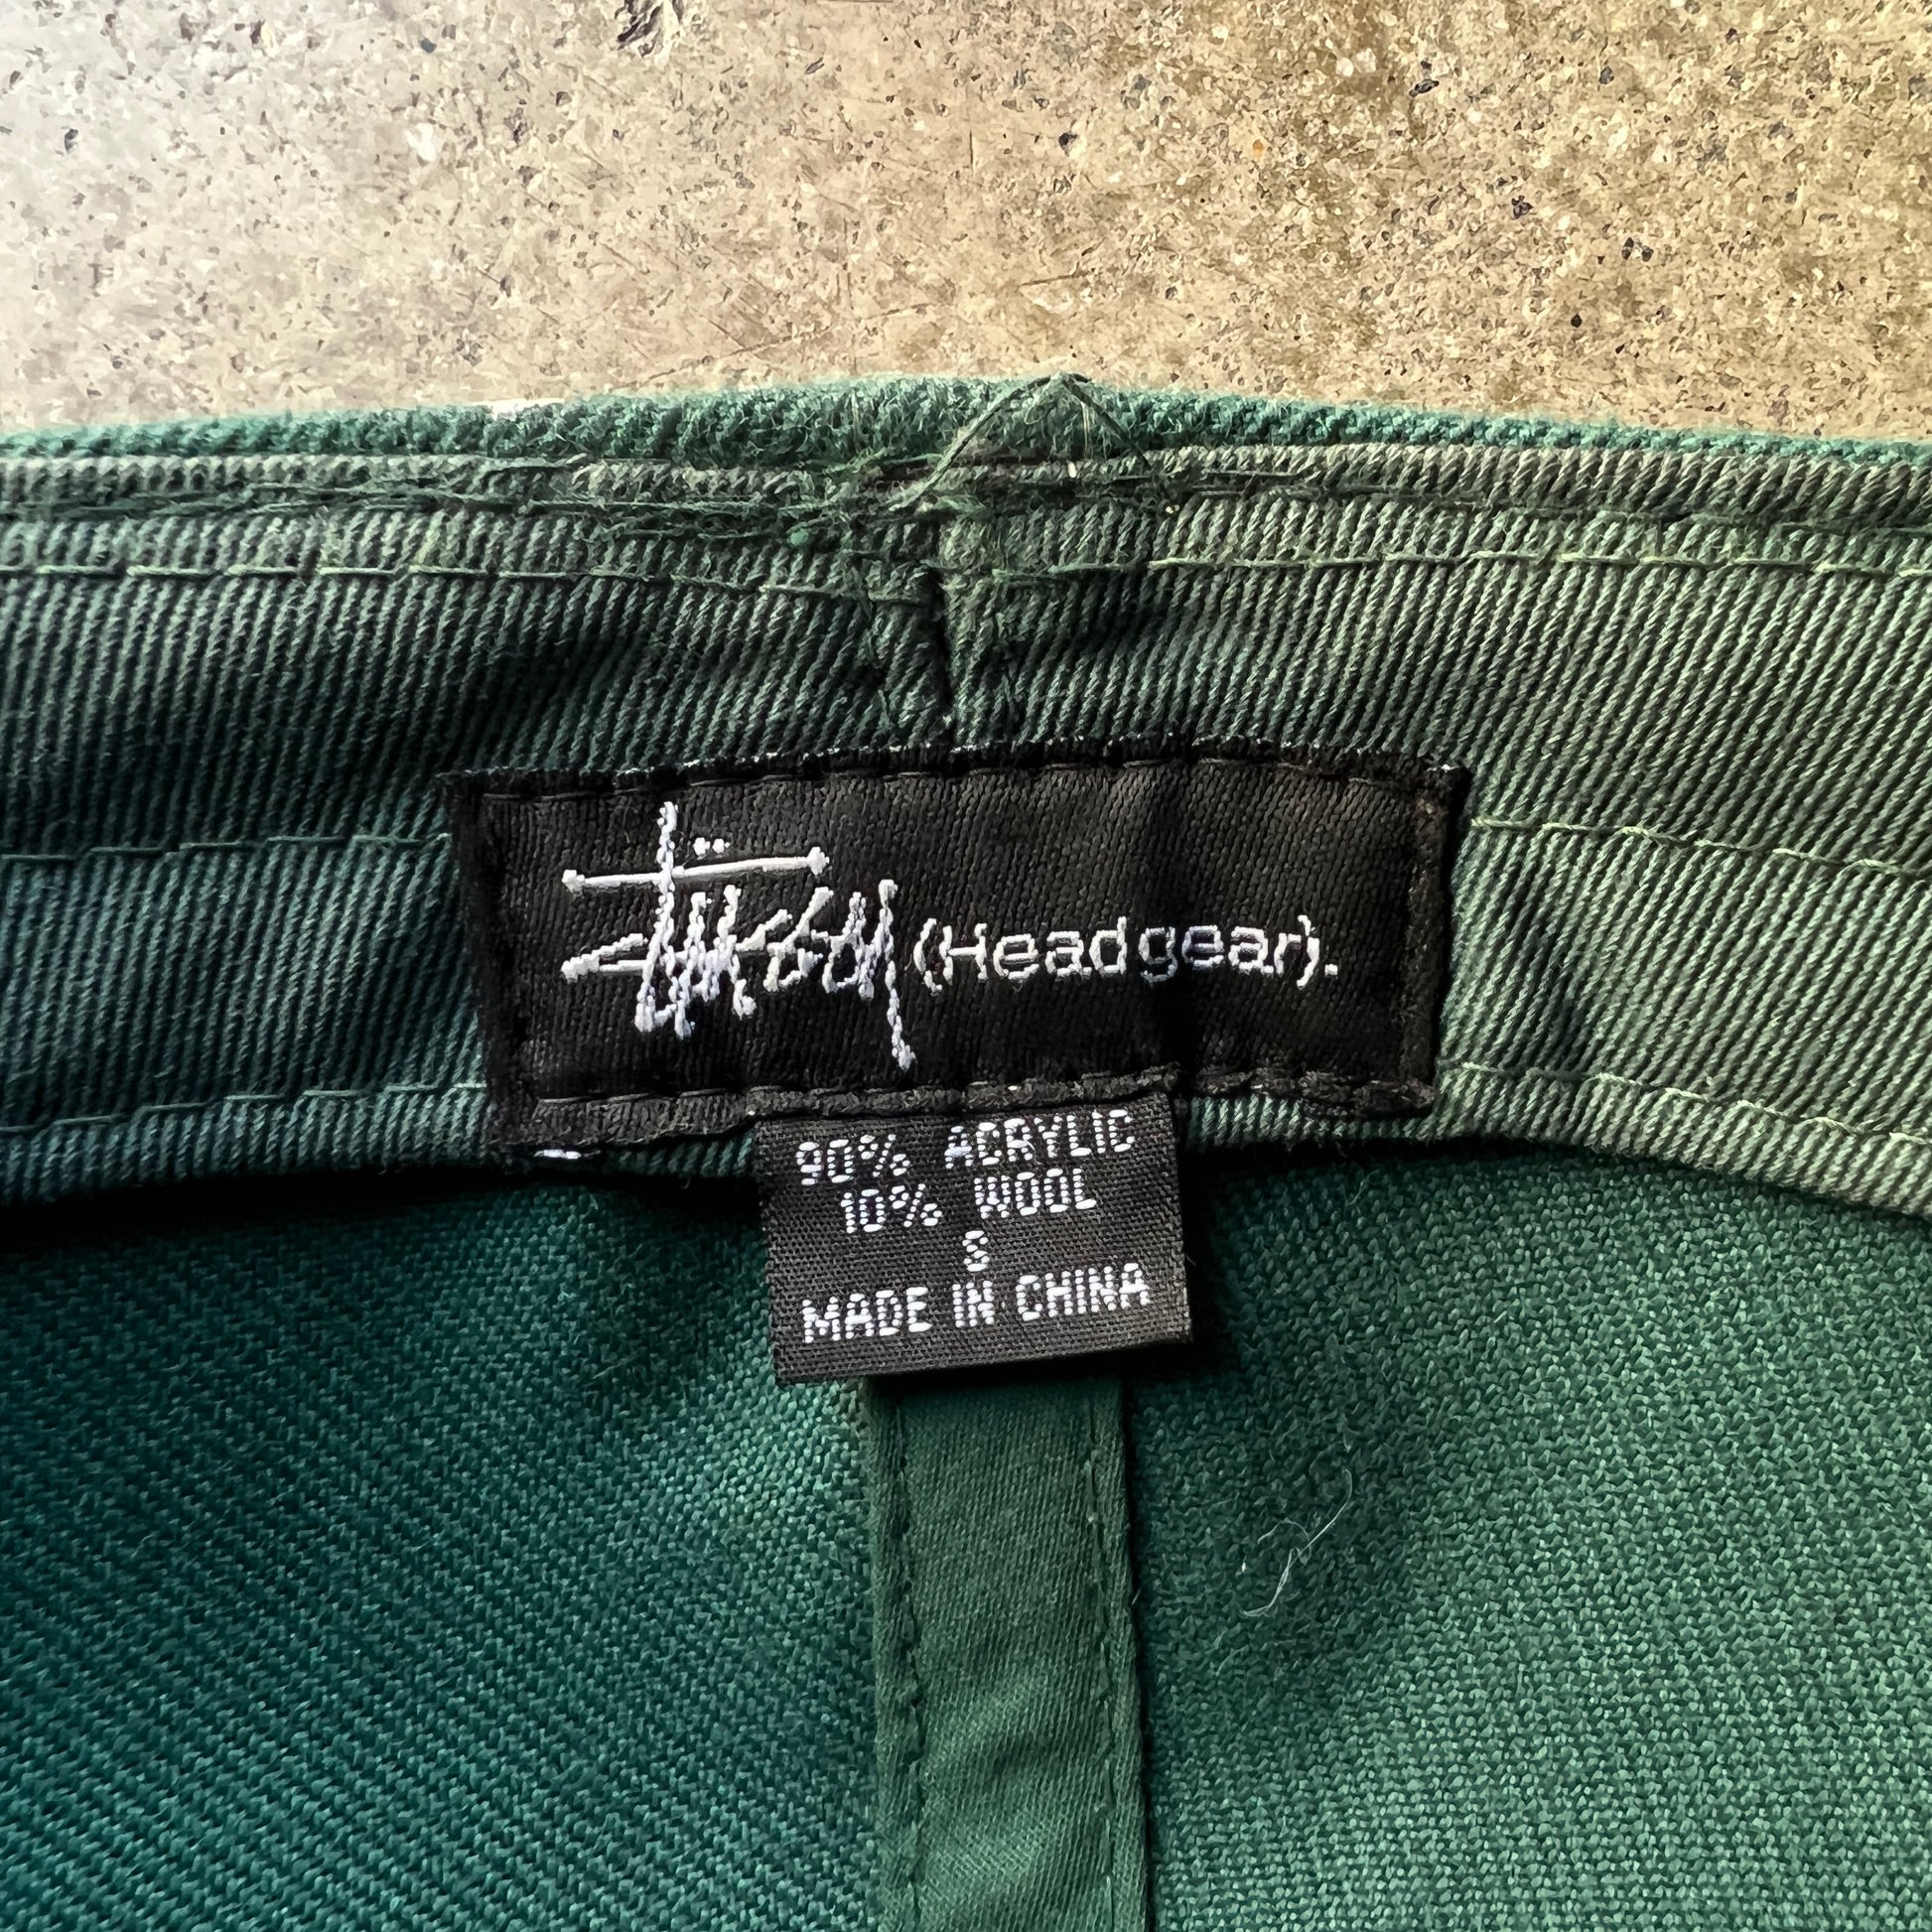 Stüssy (Headgear).
90% ACRYLIC
10% WOOL
S
MADE IN CHINA